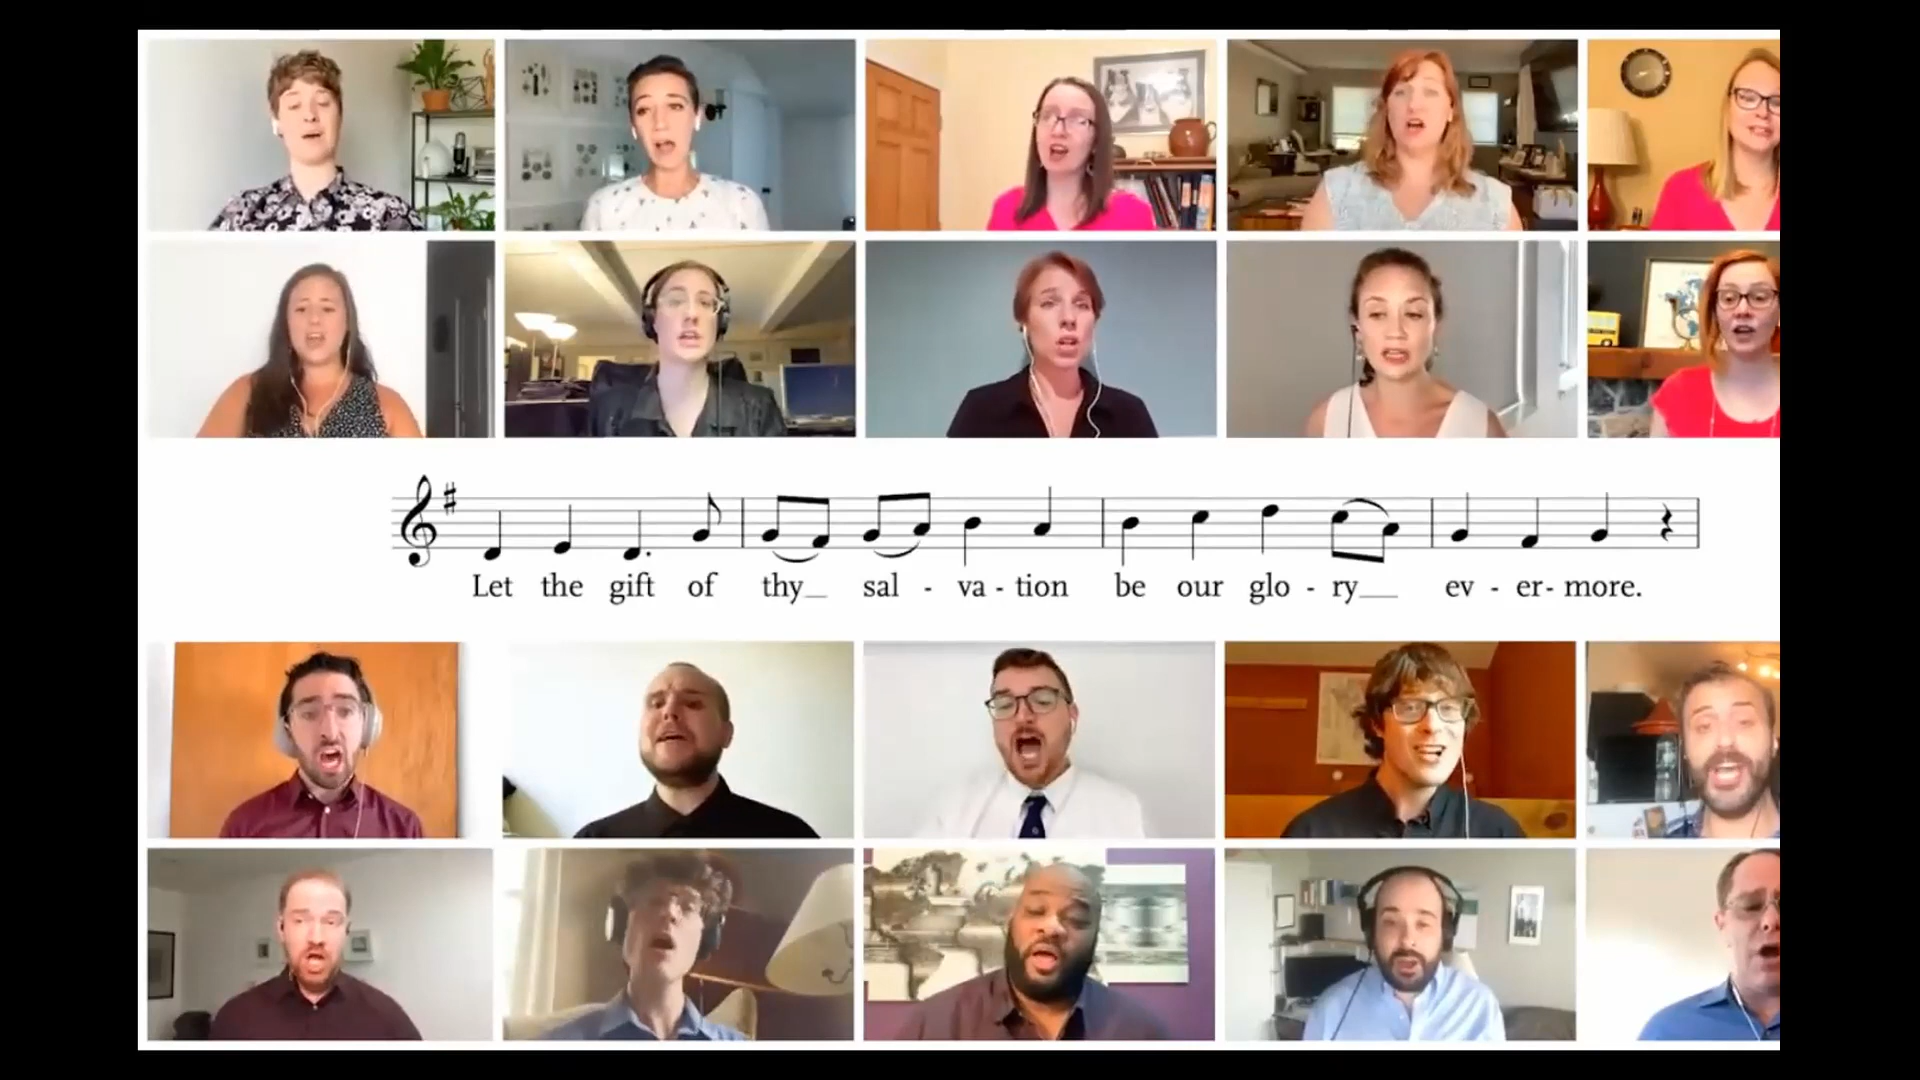 Let the gift of thy_ sal - va - tion be our glo - ry__ ev - er- more.